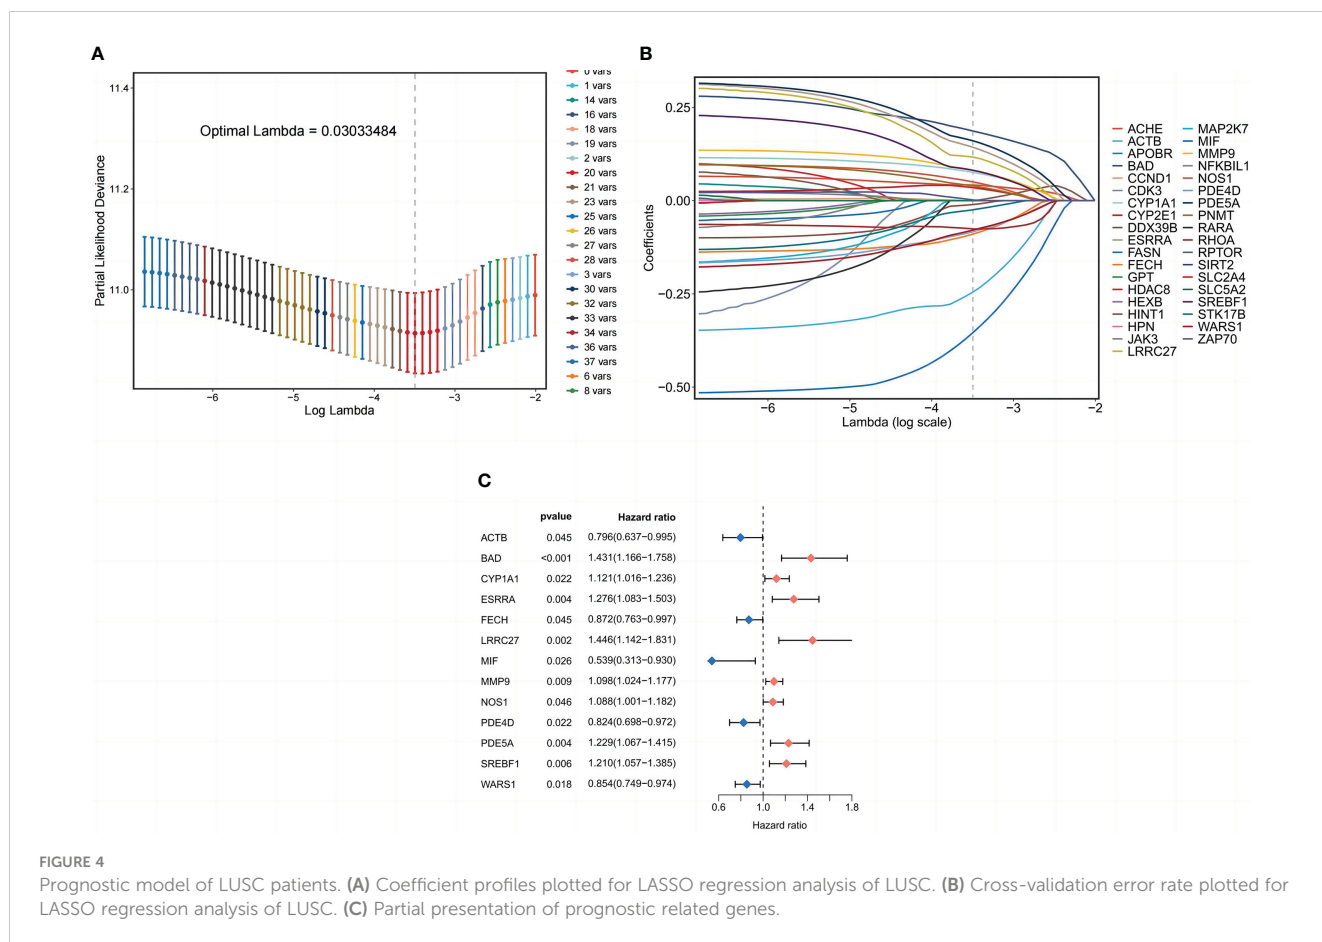 A
11.4
11.2
11.0
Partial Likelihood Deviance
Optimal Lambda = 0.03033484
−6
−5
−4
−3
−2
Log Lambda
0 vars
1 vars
14 vars
16 vars
18 vars
19 vars
2 vars
20 vars
21 vars
23 vars
25 vars
26 vars
27 vars
28 vars
3 vars
30 vars
32 vars
33 vars
34 vars
36 vars
37 vars
6 vars
8 vars
B
0.25
0.00
−0.25
−0.50
Coefficients
−6
−5
−4
−3
−2
Lambda (log scale)
ACHE
ACTB
APOBR
BAD
CCND1
CDK3
CYP1A1
CYP2E1
DDX39B
ESRRA
FASN
FECH
GPT
HDAC8
HEXB
HINT1
HPN
JAK3
LRRC27
MAP2K7
MIF
MMP9
NFKBIL1
NOS1
PDE4D
PDE5A
PNMT
RARA
RHOA
RPTOR
SIRT2
SLC2A4
SLC5A2
SREBF1
STK17B
WARS1
ZAP70
C
pvalue Hazard ratio
ACTB 0.045 0.796(0.637−0.995)
BAD <0.001 1.431(1.166−1.758)
CYP1A1 0.022 1.121(1.016−1.236)
ESRRA 0.004 1.276(1.083−1.503)
FECH 0.045 0.872(0.763−0.997)
LRRC27 0.002 1.446(1.142−1.831)
MIF 0.026 0.539(0.313−0.930)
MMP9 0.009 1.098(1.024−1.177)
NOS1 0.046 1.088(1.001−1.182)
PDE4D 0.022 0.824(0.698−0.972)
PDE5A 0.004 1.229(1.067−1.415)
SREBF1 0.006 1.210(1.057−1.385)
WARS1 0.018 0.854(0.749−0.974)
0.6 1.0 1.4 1.8
Hazard ratio
FIGURE 4
Prognostic model of LUSC patients. (A) Coefficient profiles plotted for LASSO regression analysis of LUSC. (B) Cross-validation error rate plotted for
LASSO regression analysis of LUSC. (C) Partial presentation of prognostic related genes.